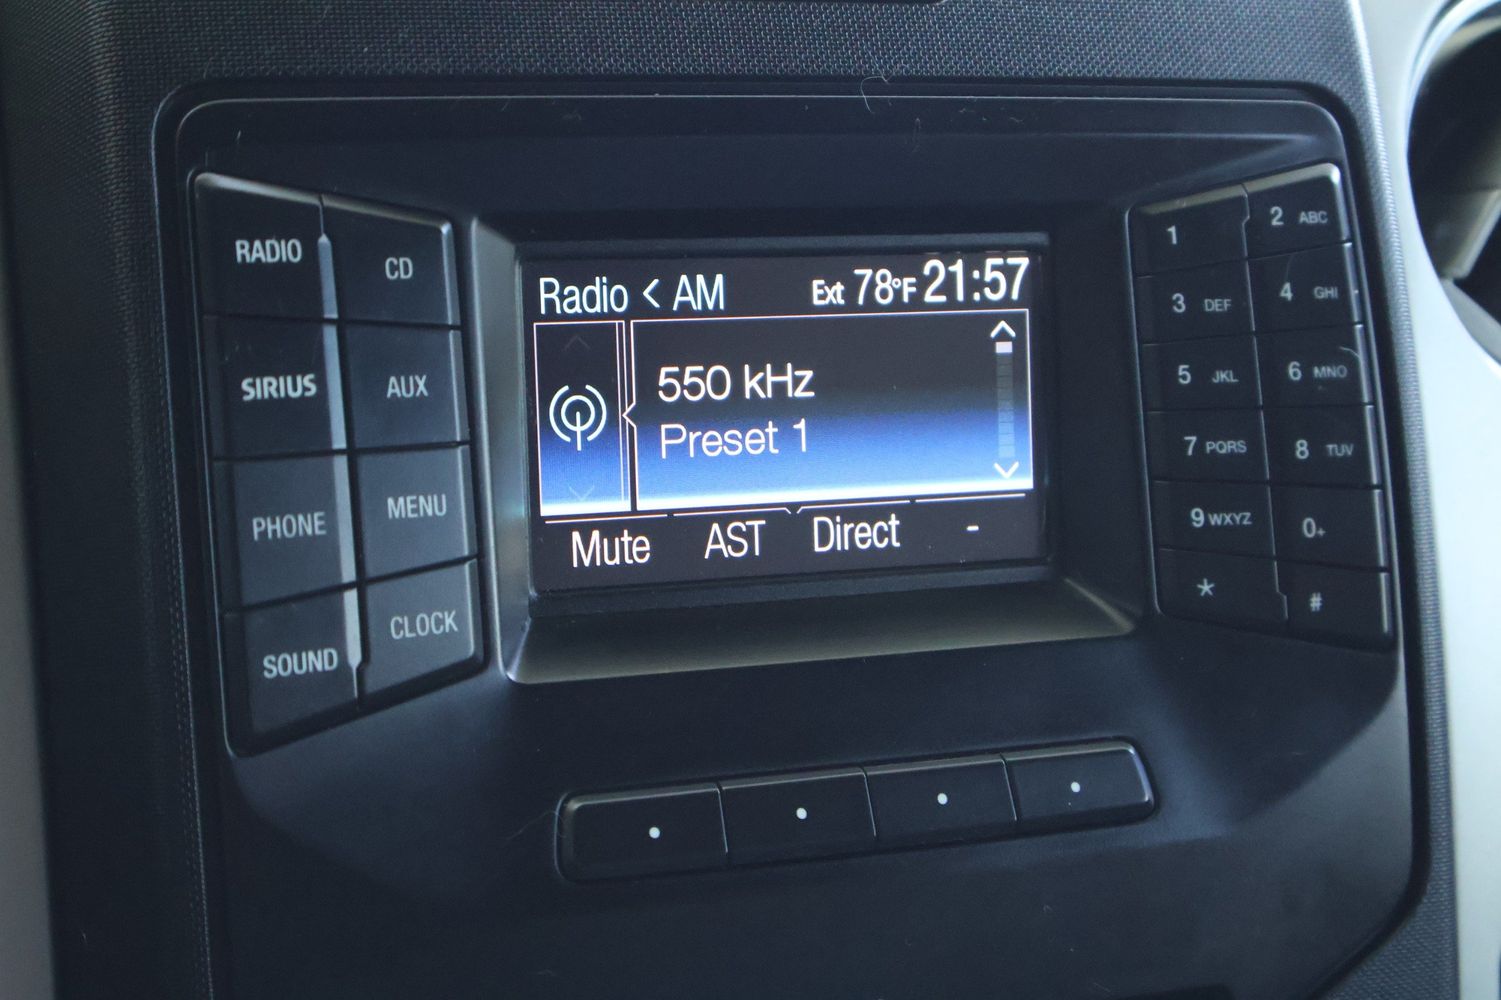 RADIO
CD
SIRIUS
AUX
PHONE
MENU
SOUND
CLOCK
Radio < AM Ext 78°F 21:57
550 kHz
Preset 1
Mute AST Direct -
1
2 ABC
3 DEF
4 GHI
5 JKL
6 MNO
7 PQRS
8 TUV
9 WXYZ
0+
*
#